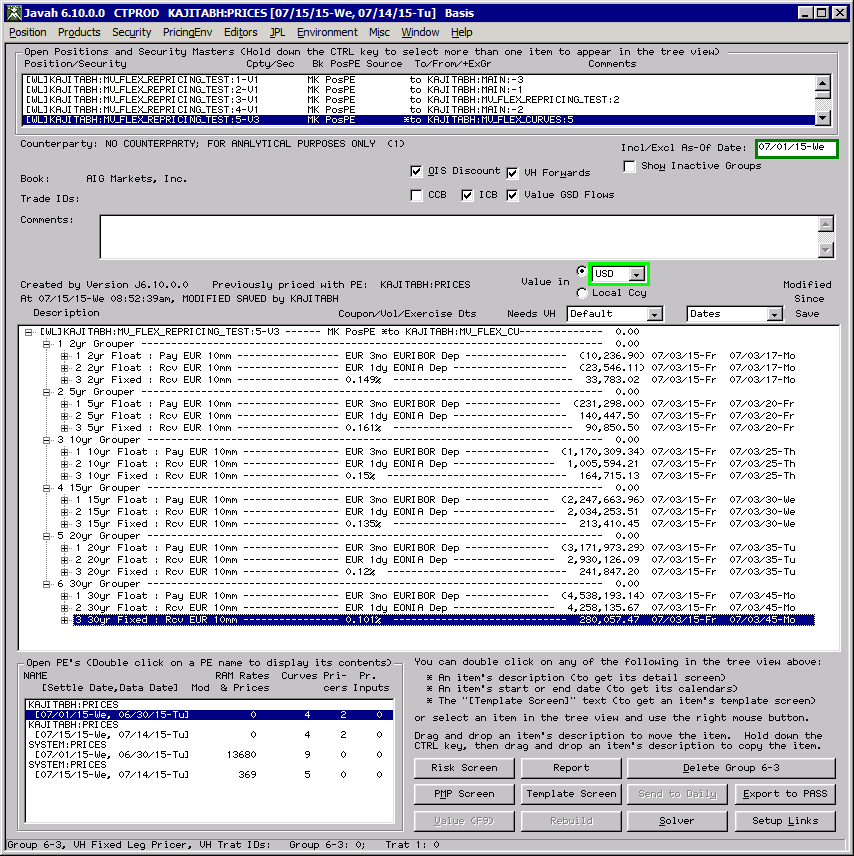 Javah 6.10.0.0 CTPROD KAJITABH:PRICES [07/15/15-We, 07/14/15-Tu] Basis
Position Products Security PricingEnv Editors JPL Environment Misc Window Help
Open Positions and Security Masters (Hold down the CTRL key to select more than one item to appear in the tree view)
Position/Security Cpty/Sec Bk PosPE Source To/From/+ExGr Comments
[WL]KAJITABH:MV_FLEX_REPRICING_TEST:1-V1 MK PosPE to KAJITABH:MAIN:-3
[WL]KAJITABH:MV_FLEX_REPRICING_TEST:2-V1 MK PosPE to KAJITABH:MAIN:-1
[WL]KAJITABH:MV_FLEX_REPRICING_TEST:3-V1 MK PosPE to KAJITABH:MV_FLEX_REPRICING_TEST:2
[WL]KAJITABH:MV_FLEX_REPRICING_TEST:4-V1 MK PosPE to KAJITABH:MAIN:-2
[WL]KAJITABH:MV_FLEX_REPRICING_TEST:5-V3 MK PosPE *to KAJITABH:MV_FLEX_CURVES:5
Counterparty: NO COUNTERPARTY; FOR ANALYTICAL PURPOSES ONLY (1) Incl/Excl As-Of Date: 07/01/15-We
Show Inactive Groups
OIS Discount VH Forwards
Book: AIG Markets, Inc.
CCB ICB Value GSD Flows
Trade IDs:
Comments:
Value in USD
Created by Version J6.10.0.0 Previously priced with PE: KAJITABH:PRICES Modified
At 07/15/15-We 08:52:39am, MODIFIED SAVED by KAJITABH Local Ccy Since
Description Coupon/Vol/Exercise Dts Needs VH Default Dates Save
[WL]KAJITABH:MV_FLEX_REPRICING_TEST:5-V3 ------ MK PosPE *to KAJITABH:MV_FLEX_CU------------- 0.00
1 2yr Grouper 0.00
1 2yr Float : Pay EUR 10mm EUR 3mo EURIBOR Dep (10,236.90) 07/03/15-Fr 07/03/17-Mo
2 2yr Float : Rcv EUR 10mm EUR 1dy EONIA Dep (23,546.11) 07/03/15-Fr 07/03/17-Mo
3 2yr Fixed : Rcv EUR 10mm 0.149% 33,783.02 07/03/15-Fr 07/03/17-Mo
2 5yr Grouper 0.00
1 5yr Float : Pay EUR 10mm EUR 3mo EURIBOR Dep (231,298.00) 07/03/15-Fr 07/03/20-Fr
2 5yr Float : Rcv EUR 10mm EUR 1dy EONIA Dep 140,447.50 07/03/15-Fr 07/03/20-Fr
3 5yr Fixed : Rcv EUR 10mm 0.161% 90,850.50 07/03/15-Fr 07/03/20-Fr
3 10yr Grouper 0.00
1 10yr Float : Pay EUR 10mm EUR 3mo EURIBOR Dep (1,170,309.34) 07/03/15-Fr 07/03/25-Th
2 10yr Float : Rcv EUR 10mm EUR 1dy EONIA Dep 1,005,594.21 07/03/15-Fr 07/03/25-Th
3 10yr Fixed : Rcv EUR 10mm 0.15% 164,715.13 07/03/15-Fr 07/03/25-Th
4 15yr Grouper 0.00
1 15yr Float : Pay EUR 10mm EUR 3mo EURIBOR Dep (2,247,663.96) 07/03/15-Fr 07/03/30-We
2 15yr Float : Rcv EUR 10mm EUR 1dy EONIA Dep 2,034,253.51 07/03/15-Fr 07/03/30-We
3 15yr Fixed : Rcv EUR 10mm 0.135% 213,410.45 07/03/15-Fr 07/03/30-We
5 20yr Grouper 0.00
1 20yr Float : Pay EUR 10mm EUR 3mo EURIBOR Dep (3,171,973.29) 07/03/15-Fr 07/03/35-Tu
2 20yr Float : Rcv EUR 10mm EUR 1dy EONIA Dep 2,930,126.09 07/03/15-Fr 07/03/35-Tu
3 20yr Fixed : Rcv EUR 10mm 0.12% 241,847.20 07/03/15-Fr 07/03/35-Tu
6 30yr Grouper 0.00
1 30yr Float : Pay EUR 10mm EUR 3mo EURIBOR Dep (4,538,193.14) 07/03/15-Fr 07/03/45-Mo
2 30yr Float : Rcv EUR 10mm EUR 1dy EONIA Dep 4,258,135.67 07/03/15-Fr 07/03/45-Mo
3 30yr Fixed : Rcv EUR 10mm 0.101% 280,057.47 07/03/15-Fr 07/03/45-Mo
Open PE's (Double click on a PE name to display its contents)
NAME RAM Rates Curves Pri- Pr.
[Settle Date,Data Date] Mod & Prices cers Inputs
KAJITABH:PRICES
[07/01/15-We, 06/30/15-Tu] 0 4 2 0
KAJITABH:PRICES
[07/15/15-We, 07/14/15-Tu] 0 4 2 0
SYSTEM:PRICES
[07/01/15-We, 06/30/15-Tu] 13680 9 0 0
SYSTEM:PRICES
[07/15/15-We, 07/14/15-Tu] 369 5 0 0
You can double click on any of the following in the tree view above:
* An item's description (to get its detail screen)
* An item's start or end date (to get its calendars)
* The "[Template Screen]" text (to get an item's template screen)
or select an item in the tree view and use the right mouse button.
Drag and drop an item's description to move the item. Hold down the
CTRL key, then drag and drop an item's description to copy the item.
Risk Screen Report Delete Group 6-3
PMP Screen Template Screen Send to Daily Export to PASS
Value (F9) Rebuild Solver Setup Links
Group 6-3, VH Fixed Leg Pricer, VH Trat IDs: Group 6-3: 0; Trat 1: 0